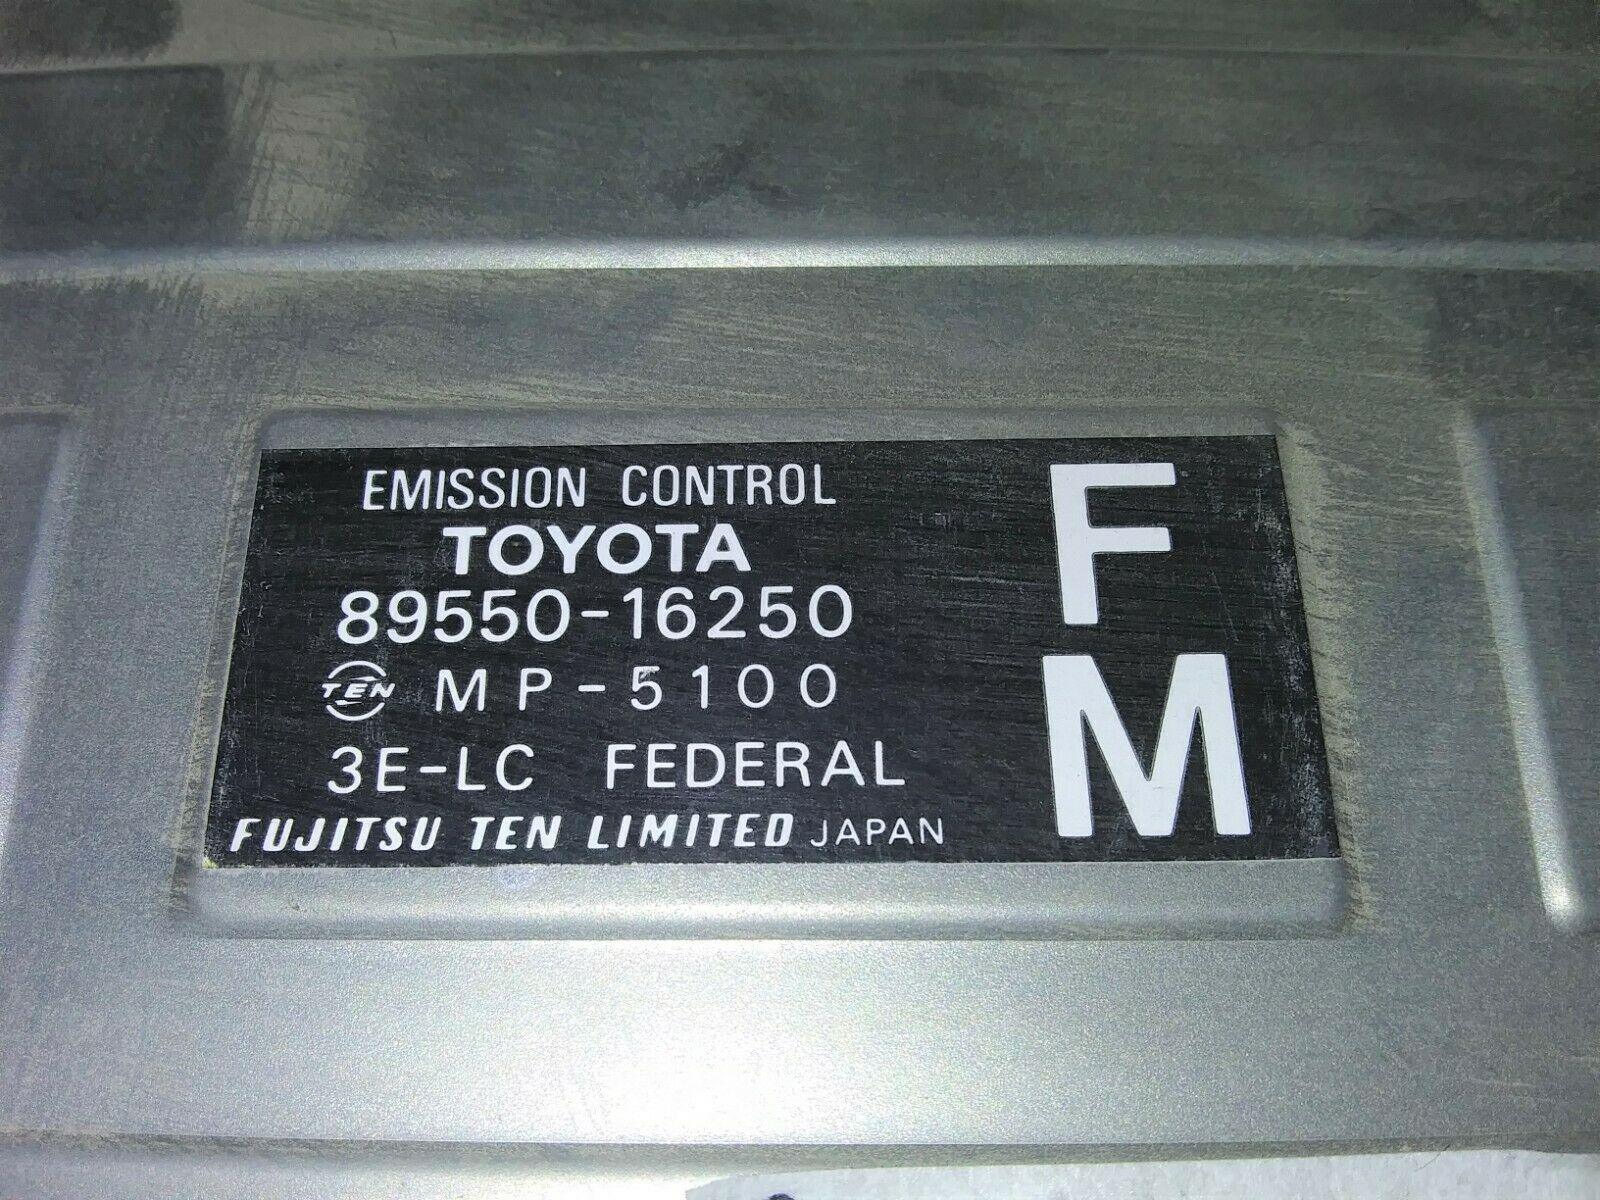 EMISSION CONTROL
TOYOTA
89550-16250
TEN MP-5100
3E-LC FEDERAL
FUJITSU TEN LIMITED JAPAN
F
M